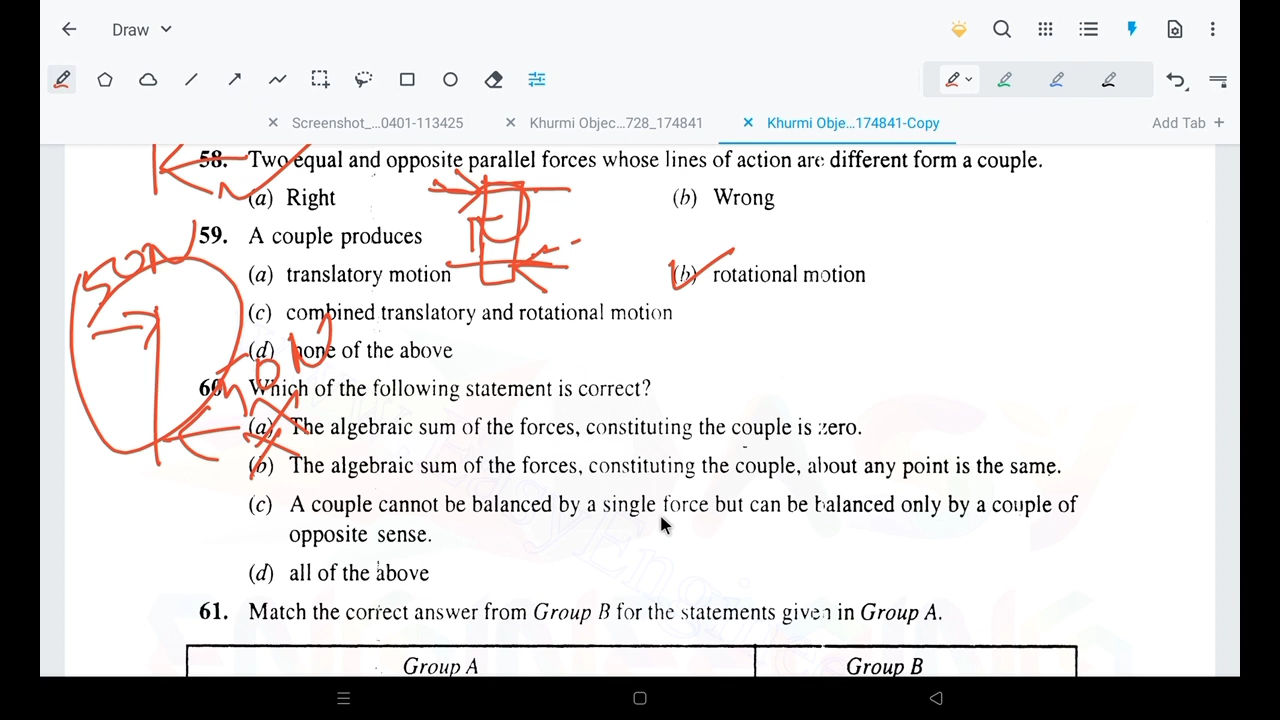 Draw
Screenshot_...0401-113425
Khurmi Objec...728_174841
Khurmi Obje...174841-Copy
Add Tab +
58. Two equal and opposite parallel forces whose lines of action are different form a couple.
(a) Right (b) Wrong
59. A couple produces
(a) translatory motion (b) rotational motion
(c) combined translatory and rotational motion
(d) none of the above
60. Which of the following statement is correct?
(a) The algebraic sum of the forces, constituting the couple is zero.
(b) The algebraic sum of the forces, constituting the couple, about any point is the same.
(c) A couple cannot be balanced by a single force but can be balanced only by a couple of
opposite sense.
(d) all of the above
61. Match the correct answer from Group B for the statements given in Group A.
Group A Group B
50N